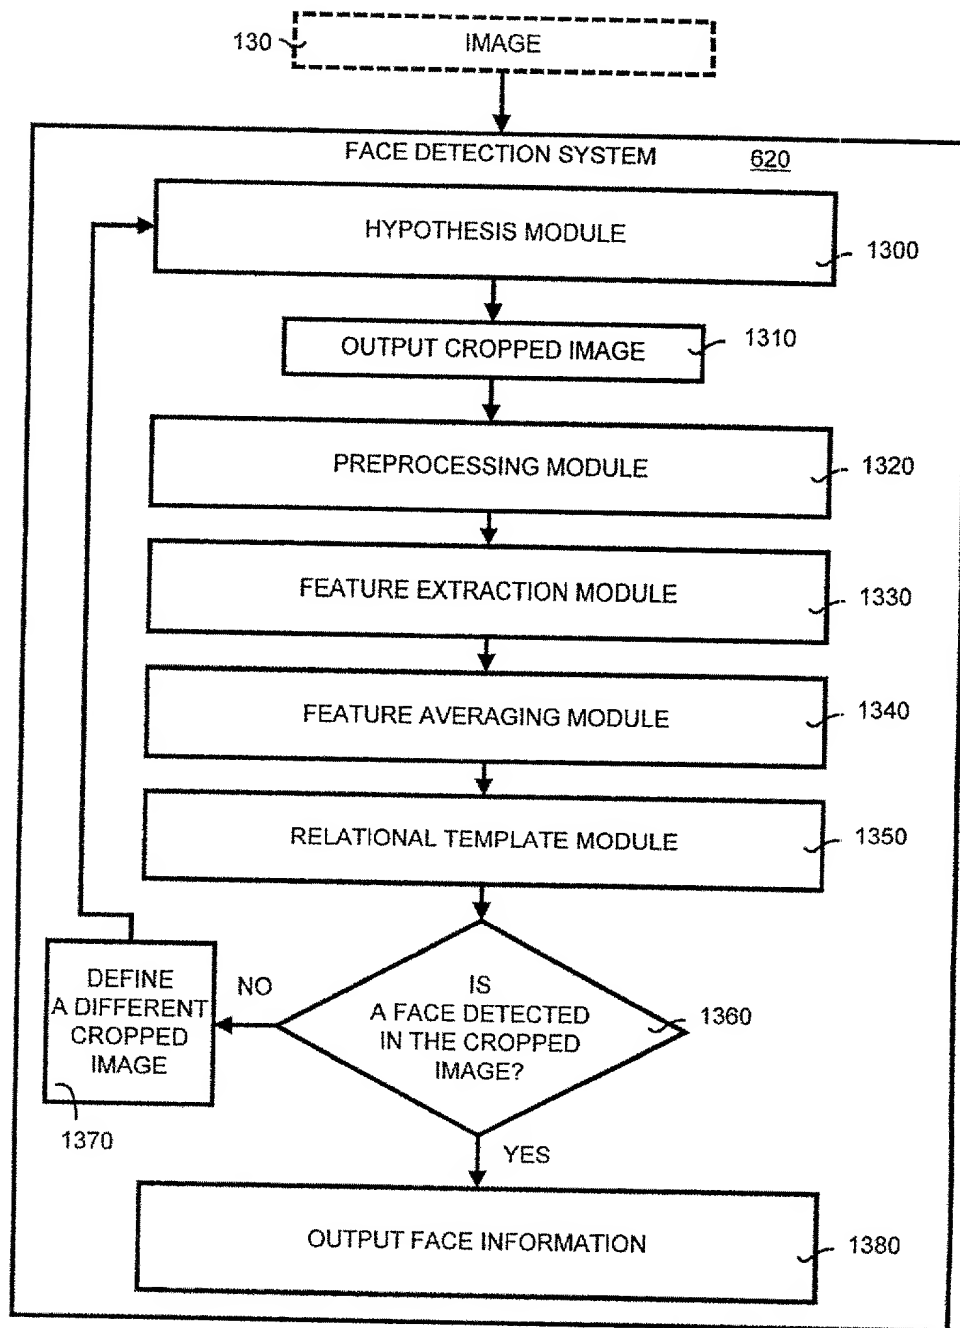 130
IMAGE
FACE DETECTION SYSTEM 620
HYPOTHESIS MODULE
1300
OUTPUT CROPPED IMAGE
1310
PREPROCESSING MODULE
1320
FEATURE EXTRACTION MODULE
1330
FEATURE AVERAGING MODULE
1340
RELATIONAL TEMPLATE MODULE
1350
IS
A FACE DETECTED
IN THE CROPPED
IMAGE?
1360
NO
DEFINE
A DIFFERENT
CROPPED
IMAGE
1370
YES
OUTPUT FACE INFORMATION
1380